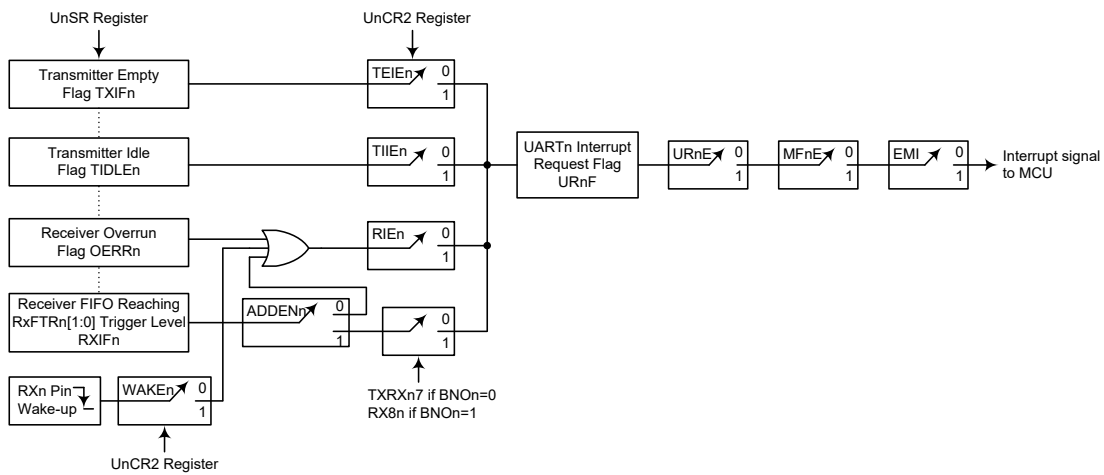 UnSR Register
UnCR2 Register
Transmitter Empty
Flag TXIFn
TEIEn
0
1
Transmitter Idle
Flag TIDLEn
TIIEn
0
1
UARTn Interrupt
Request Flag
URnF
URnE
0
1
MFnE
0
1
EMI
0
1
Interrupt signal
to MCU
Receiver Overrun
Flag OERRn
RIEn
0
1
Receiver FIFO Reaching
RxFTRn[1:0] Trigger Level
RXIFn
ADDENn
0
1
0
1
RXn Pin
Wake-up
WAKEn
0
1
TXRXn7 if BNOn=0
RX8n if BNOn=1
UnCR2 Register